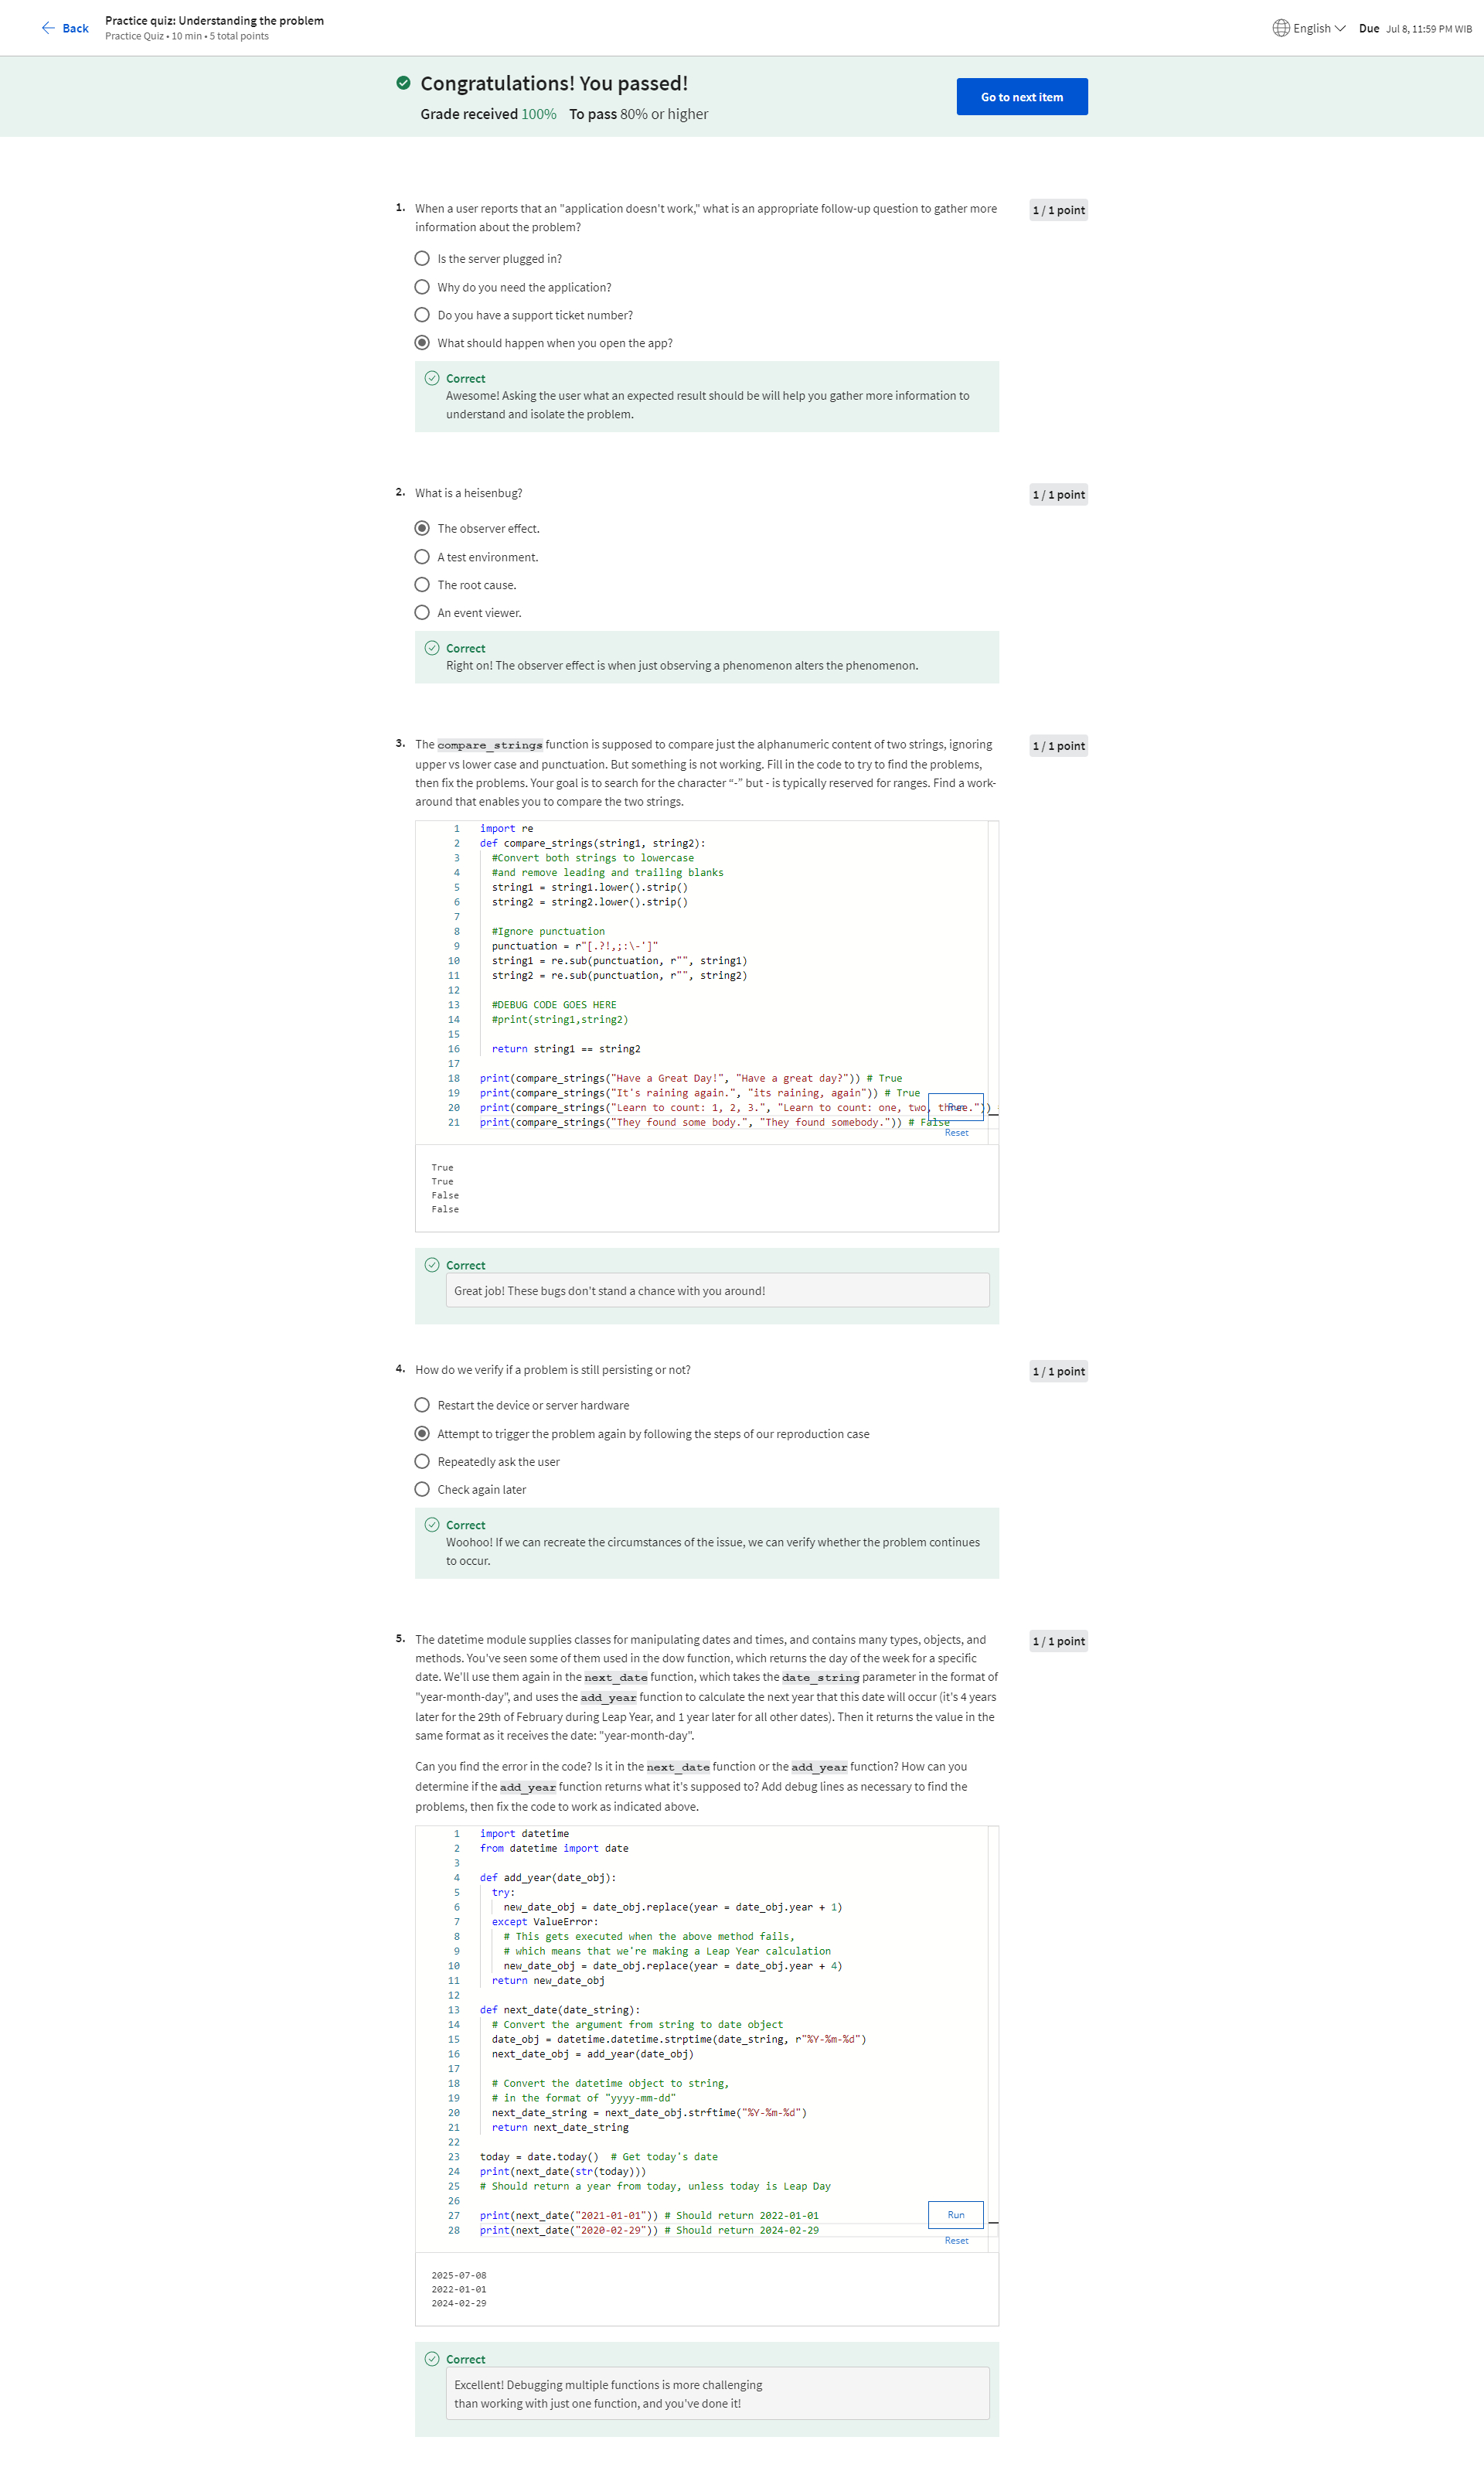 Back
Practice quiz: Understanding the problem
Practice Quiz • 10 min • 5 total points
English
Due Jul 8, 11:59 PM WIB
Congratulations! You passed!
Grade received 100% To pass 80% or higher
Go to next item
1. When a user reports that an "application doesn't work," what is an appropriate follow-up question to gather more
information about the problem?
1 / 1 point
Is the server plugged in?
Why do you need the application?
Do you have a support ticket number?
What should happen when you open the app?
Correct
Awesome! Asking the user what an expected result should be will help you gather more information to
understand and isolate the problem.
2. What is a heisenbug?
1 / 1 point
The observer effect.
A test environment.
The root cause.
An event viewer.
Correct
Right on! The observer effect is when just observing a phenomenon alters the phenomenon.
3. The compare_strings function is supposed to compare just the alphanumeric content of two strings, ignoring
upper vs lower case and punctuation. But something is not working. Fill in the code to try to find the problems,
then fix the problems. Your goal is to search for the character “-” but - is typically reserved for ranges. Find a work-
around that enables you to compare the two strings.
1 / 1 point
1 import re
2 def compare_strings(string1, string2):
3 #Convert both strings to lowercase
4 #and remove leading and trailing blanks
5 string1 = string1.lower().strip()
6 string2 = string2.lower().strip()
7
8 #Ignore punctuation
9 punctuation = r"[.?!,;:\-']"
10 string1 = re.sub(punctuation, r"", string1)
11 string2 = re.sub(punctuation, r"", string2)
12
13 #DEBUG CODE GOES HERE
14 #print(string1,string2)
15
16 return string1 == string2
17
18 print(compare_strings("Have a Great Day!", "Have a great day?")) # True
19 print(compare_strings("It's raining again.", "its raining, again")) # True
20 print(compare_strings("Learn to count: 1, 2, 3.", "Learn to count: one, two, three."))
21 print(compare_strings("They found some body.", "They found somebody.")) # False
Run
Reset
True
True
False
False
Correct
Great job! These bugs don't stand a chance with you around!
4. How do we verify if a problem is still persisting or not?
1 / 1 point
Restart the device or server hardware
Attempt to trigger the problem again by following the steps of our reproduction case
Repeatedly ask the user
Check again later
Correct
Woohoo! If we can recreate the circumstances of the issue, we can verify whether the problem continues
to occur.
5. The datetime module supplies classes for manipulating dates and times, and contains many types, objects, and
methods. You've seen some of them used in the dow function, which returns the day of the week for a specific
date. We'll use them again in the next_date function, which takes the date_string parameter in the format of
"year-month-day", and uses the add_year function to calculate the next year that this date will occur (it's 4 years
later for the 29th of February during Leap Year, and 1 year later for all other dates). Then it returns the value in the
same format as it receives the date: "year-month-day".
1 / 1 point
Can you find the error in the code? Is it in the next_date function or the add_year function? How can you
determine if the add_year function returns what it's supposed to? Add debug lines as necessary to find the
problems, then fix the code to work as indicated above.
1 import datetime
2 from datetime import date
3
4 def add_year(date_obj):
5 try:
6 new_date_obj = date_obj.replace(year = date_obj.year + 1)
7 except ValueError:
8 # This gets executed when the above method fails,
9 # which means that we're making a Leap Year calculation
10 new_date_obj = date_obj.replace(year = date_obj.year + 4)
11 return new_date_obj
12
13 def next_date(date_string):
14 # Convert the argument from string to date object
15 date_obj = datetime.datetime.strptime(date_string, r"%Y-%m-%d")
16 next_date_obj = add_year(date_obj)
17
18 # Convert the datetime object to string,
19 # in the format of "yyyy-mm-dd"
20 next_date_string = next_date_obj.strftime("%Y-%m-%d")
21 return next_date_string
22
23 today = date.today() # Get today's date
24 print(next_date(str(today)))
25 # Should return a year from today, unless today is Leap Day
26
27 print(next_date("2021-01-01")) # Should return 2022-01-01
28 print(next_date("2020-02-29")) # Should return 2024-02-29
Run
Reset
2025-07-08
2022-01-01
2024-02-29
Correct
Excellent! Debugging multiple functions is more challenging
than working with just one function, and you've done it!